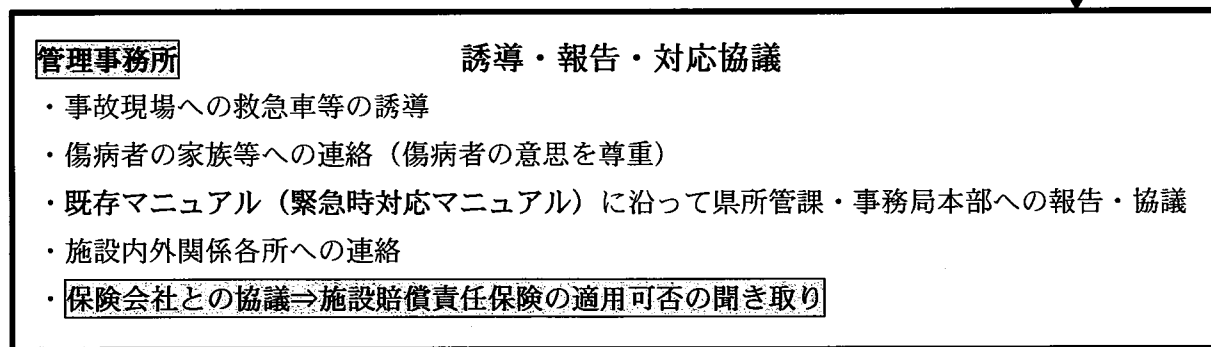 管理事務所 誘導・報告・対応協議
・事故現場への救急車等の誘導
・傷病者の家族等への連絡（傷病者の意思を尊重）
・既存マニュアル（緊急時対応マニュアル）に沿って県所管課・事務局本部への報告・協議
・施設内外関係各所への連絡
・保険会社との協議⇒施設賠償責任保険の適用可否の聞き取り